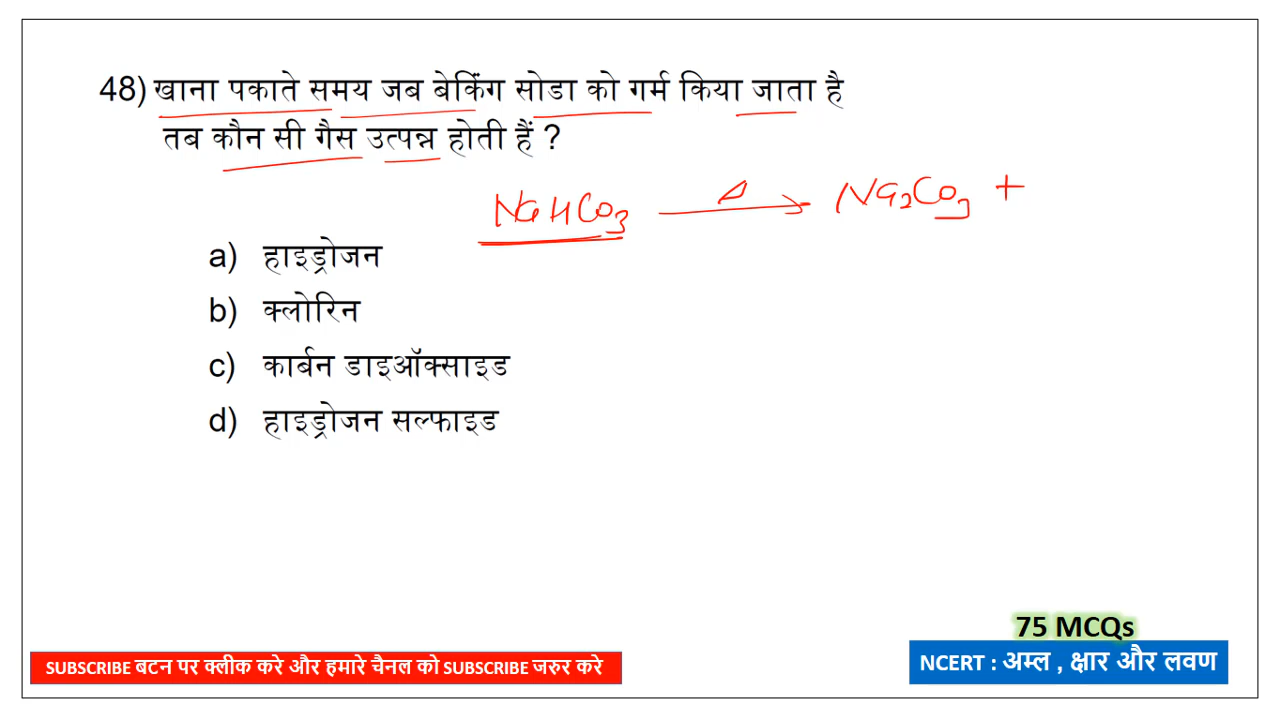 48) खाना पकाते समय जब बेकिंग सोडा को गर्म किया जाता है
तब कौन सी गैस उत्पन्न होती हैं ?
NaHCO3 —Δ→ Na2CO3 +
a) हाइड्रोजन
b) क्लोरिन
c) कार्बन डाइऑक्साइड
d) हाइड्रोजन सल्फाइड
75 MCQs
SUBSCRIBE बटन पर क्लीक करे और हमारे चैनल को SUBSCRIBE जरुर करे
NCERT : अम्ल , क्षार और लवण